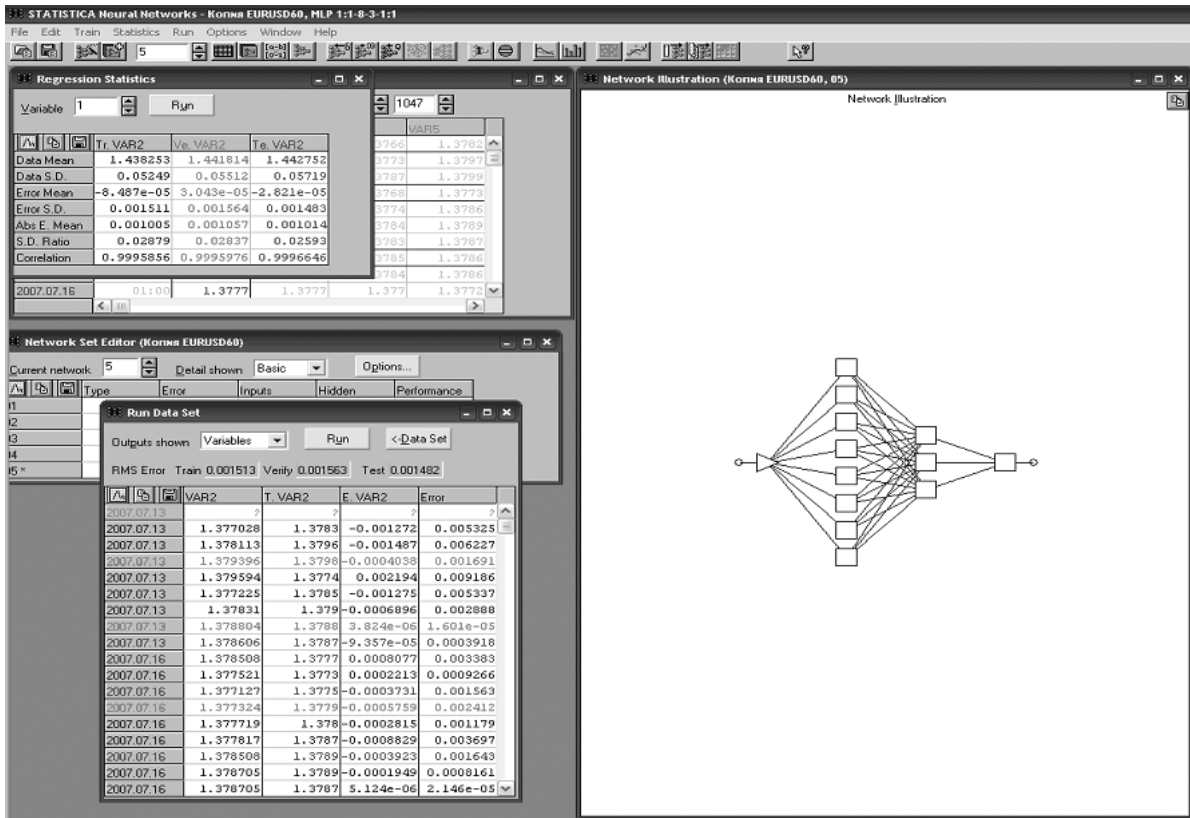 STATISTICA Neural Networks - Копия EURUSD60, MLP 1:1-8-3-1:1
File Edit Train Statistics Run Options Window Help
5
Regression Statistics
Variable 1 Run
Tr. VAR2 Ve. VAR2 Te. VAR2
Data Mean 1.438253 1.441814 1.442752
Data S.D. 0.05249 0.05512 0.05719
Error Mean -8.487e-05 3.043e-05 -2.821e-05
Error S.D. 0.001511 0.001564 0.001483
Abs E. Mean 0.001005 0.001057 0.001014
S.D. Ratio 0.02879 0.02837 0.02593
Correlation 0.9995856 0.9995976 0.9996646
1047
VAR5
3766 1.3782
3773 1.3797
3787 1.3799
3768 1.3773
3774 1.3786
3784 1.3789
3783 1.3787
3785 1.3786
3784 1.3786
2007.07.16 01:00 1.3777 1.3777 1.377 1.3772
Network Set Editor (Копия EURUSD60)
Current network 5 Detail shown Basic Options...
Type Error Inputs Hidden Performance
01
02
03
04
05 *
Run Data Set
Outputs shown Variables Run <-Data Set
RMS Error Train 0.001513 Verify 0.001563 Test 0.001482
VAR2 T. VAR2 E. VAR2 Error
2007.07.13 ? ? ? ?
2007.07.13 1.377028 1.3783 -0.001272 0.005325
2007.07.13 1.378113 1.3796 -0.001487 0.006227
2007.07.13 1.379396 1.3798 -0.0004038 0.001691
2007.07.13 1.379594 1.3774 0.002194 0.009186
2007.07.13 1.377225 1.3785 -0.001275 0.005337
2007.07.13 1.37831 1.379 -0.0006896 0.002888
2007.07.13 1.378804 1.3788 3.824e-06 1.601e-05
2007.07.13 1.378606 1.3787 -9.357e-05 0.0003918
2007.07.16 1.378508 1.3777 0.0008077 0.003383
2007.07.16 1.377521 1.3773 0.0002213 0.0009266
2007.07.16 1.377127 1.3775 -0.0003731 0.001563
2007.07.16 1.377324 1.3779 -0.0005759 0.002412
2007.07.16 1.377719 1.378 -0.0002815 0.001179
2007.07.16 1.377817 1.3787 -0.0008829 0.003697
2007.07.16 1.378508 1.3789 -0.0003923 0.001643
2007.07.16 1.378705 1.3789 -0.0001949 0.0008161
2007.07.16 1.378705 1.3787 5.124e-06 2.146e-05
Network Illustration (Копия EURUSD60, 05)
Network Illustration